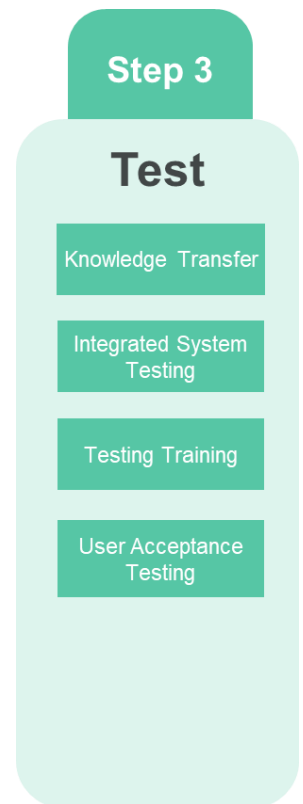 Step 3
Test
Knowledge Transfer
Integrated System
Testing
Testing Training
User Acceptance
Testing